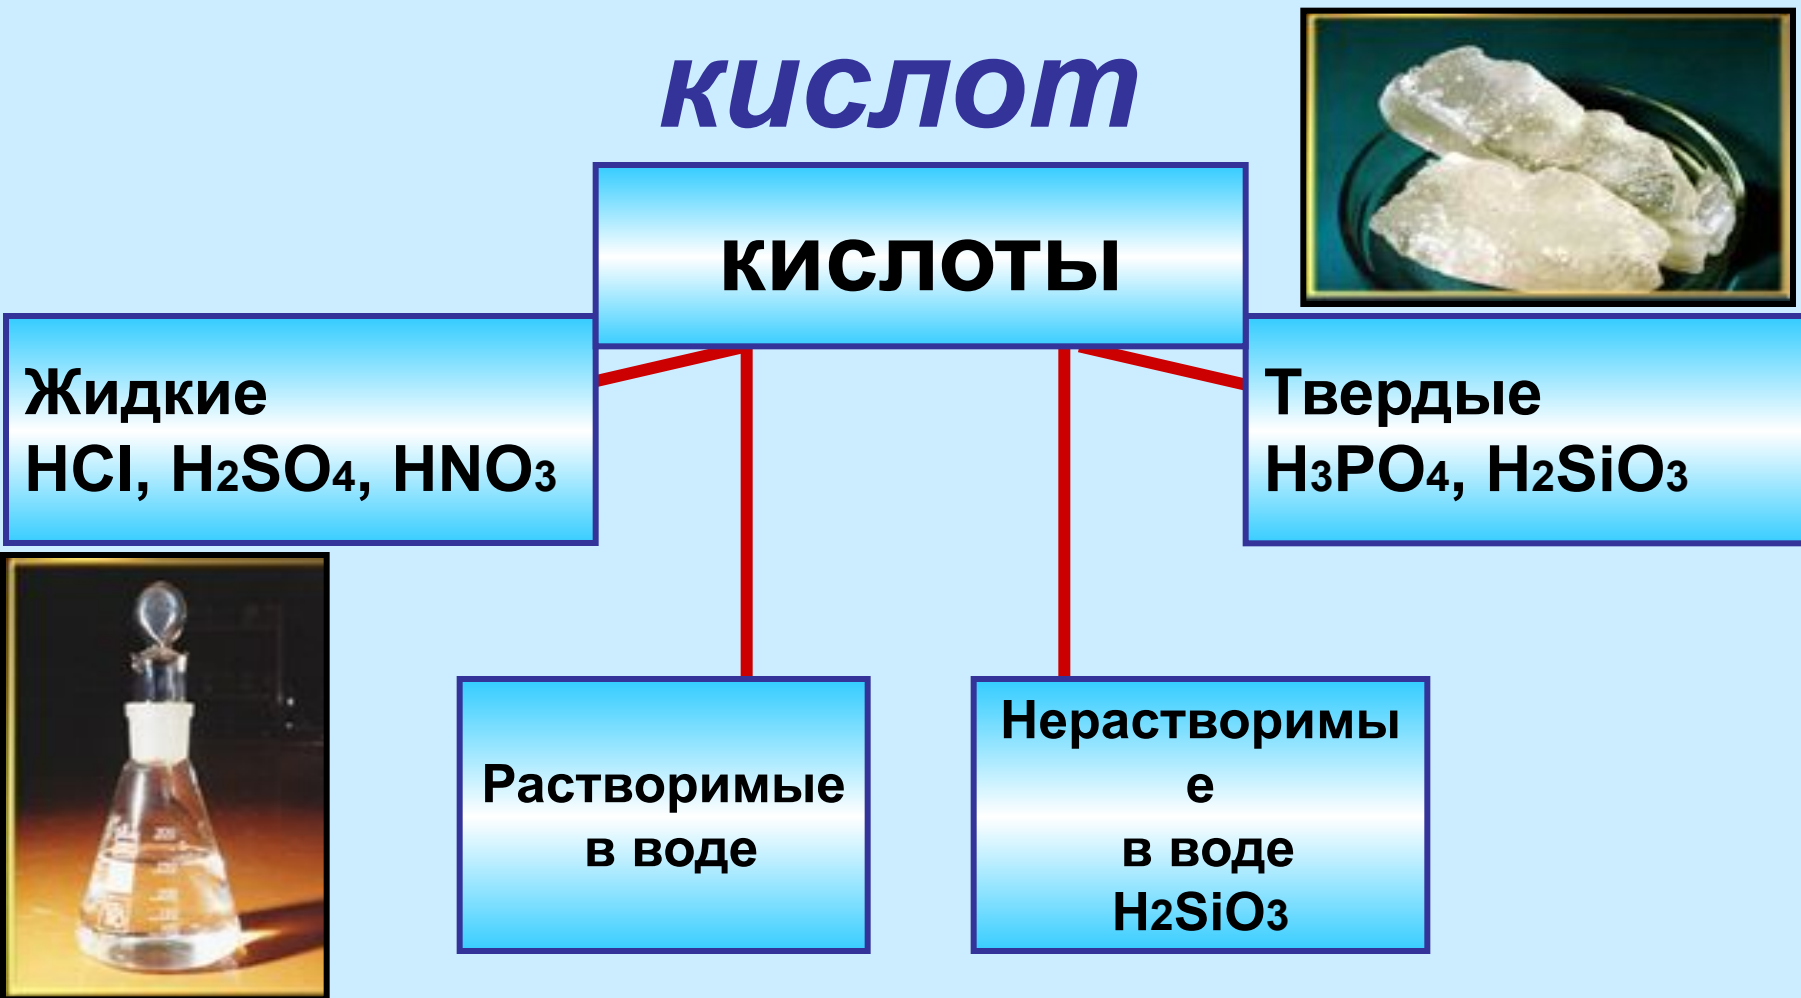 кислот
кислоты
Жидкие
HCl, H2SO4, HNO3
Твердые
H3PO4, H2SiO3
Растворимые
в воде
Нерастворимы
е
в воде
H2SiO3